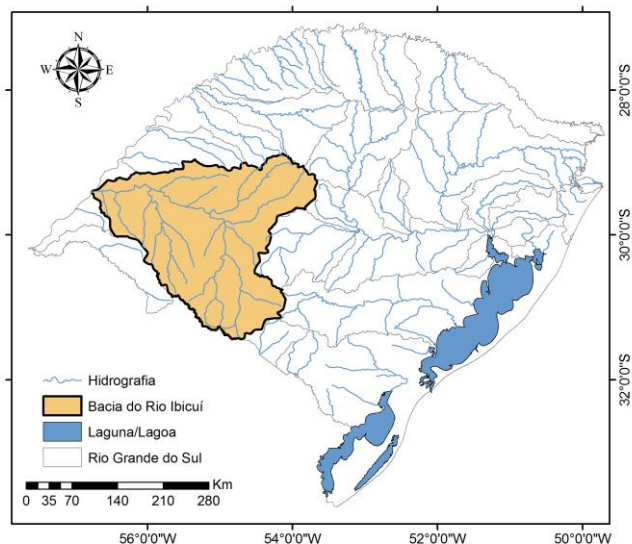 N
W E
S
28°0'0"S
30°0'0"S
32°0'0"S
Hidrografia
Bacia do Rio Ibicuí
Laguna/Lagoa
Rio Grande do Sul
Km
0 35 70 140 210 280
56°0'0"W 54°0'0"W 52°0'0"W 50°0'0"W